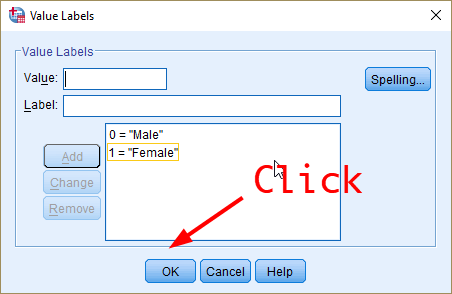 Value Labels
Value Labels
Value:
Spelling...
Label:
0 = "Male"
1 = "Female"
Add
Change
Remove
Click
OK
Cancel
Help